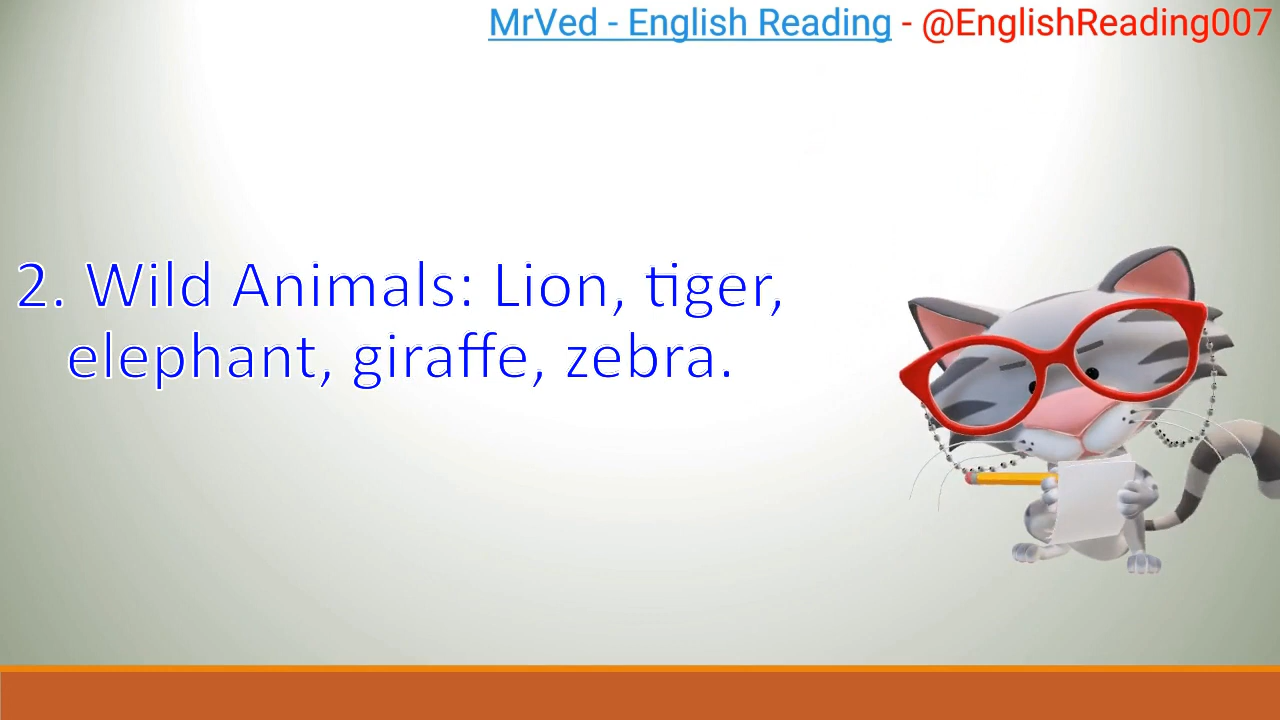 MrVed - English Reading - @EnglishReading007
2. Wild Animals: Lion, tiger,
elephant, giraffe, zebra.